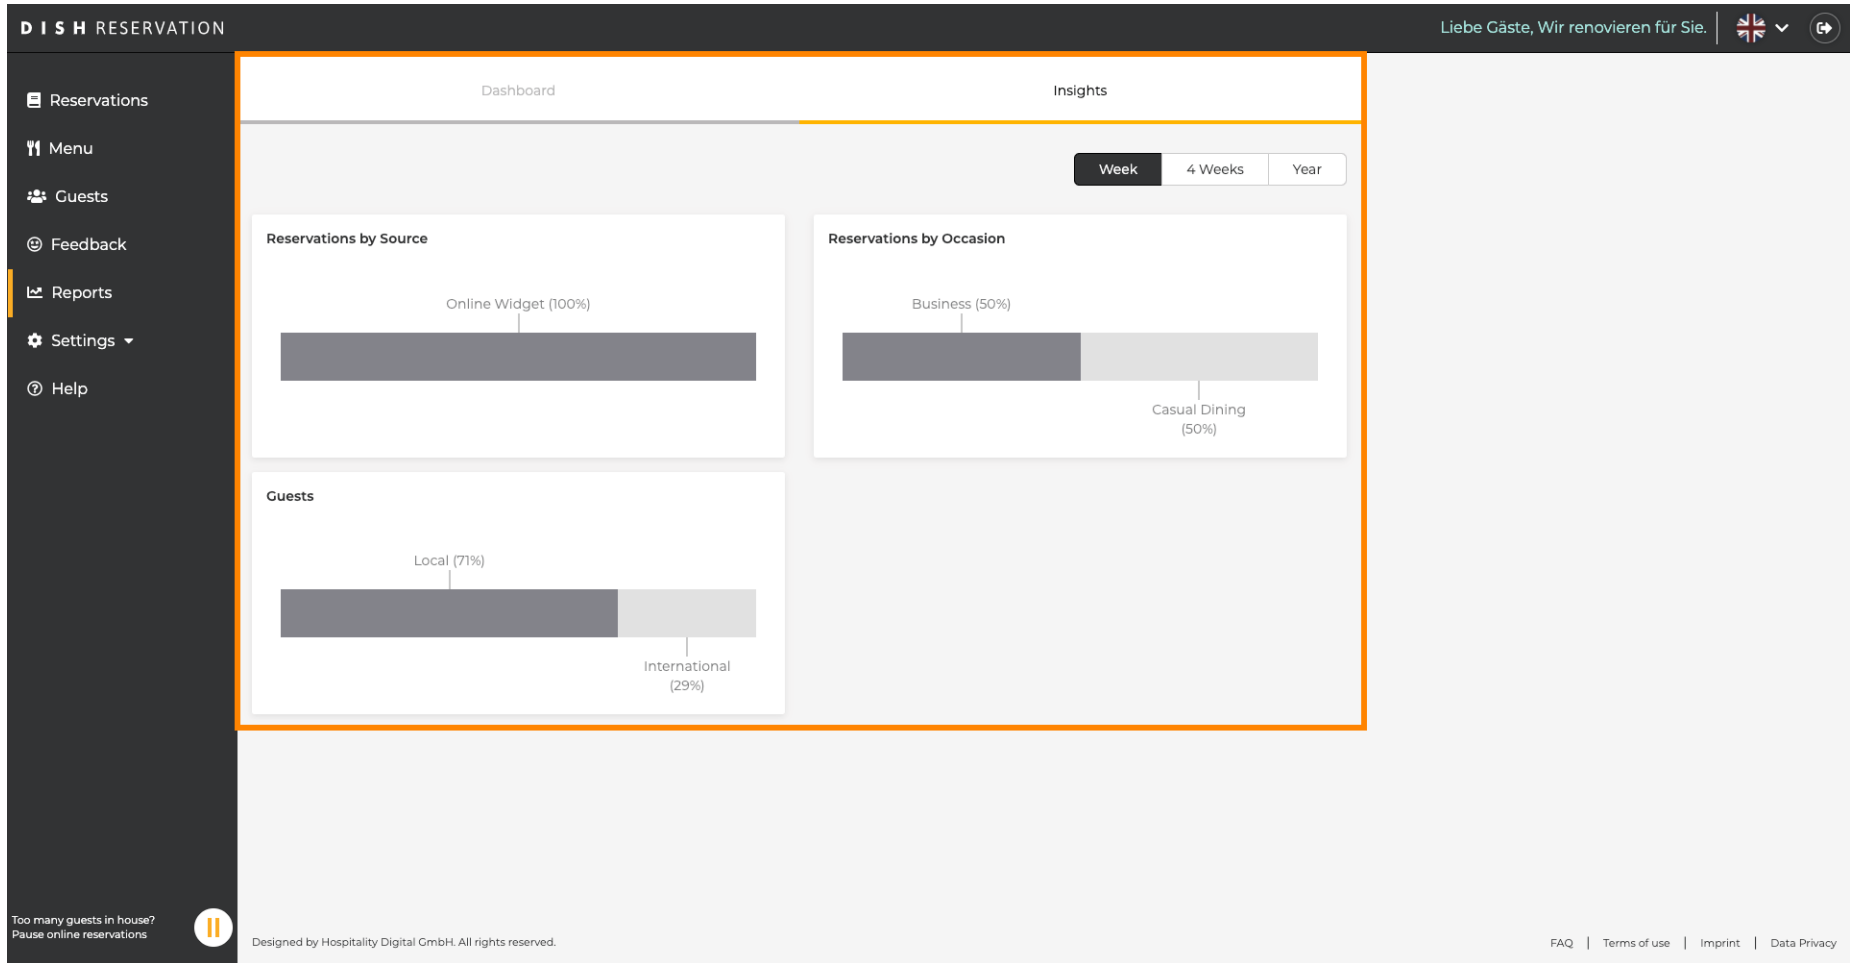 DISH RESERVATION
Liebe Gäste, Wir renovieren für Sie.
Reservations
Menu
Guests
Feedback
Reports
Settings
Help
Too many guests in house?
Pause online reservations
Dashboard
Insights
Week
4 Weeks
Year
Reservations by Source
Online Widget (100%)
Reservations by Occasion
Business (50%)
Casual Dining
(50%)
Guests
Local (71%)
International
(29%)
Designed by Hospitality Digital GmbH. All rights reserved.
FAQ | Terms of use | Imprint | Data Privacy